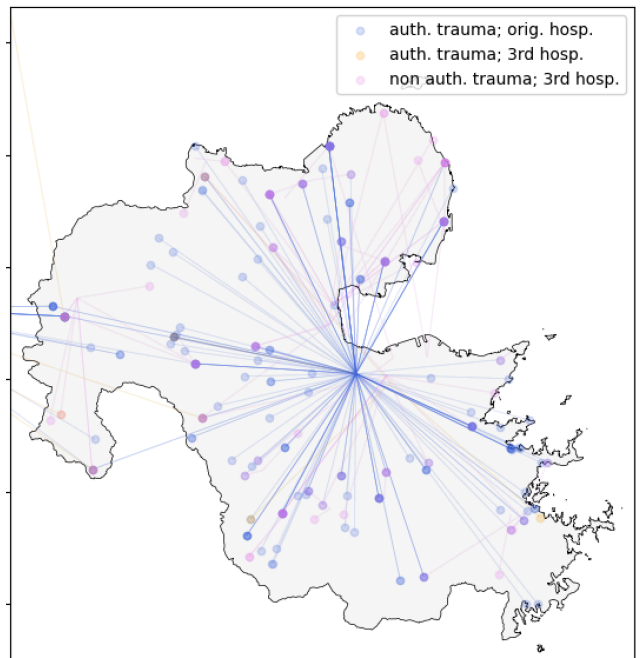 auth. trauma; orig. hosp.
auth. trauma; 3rd hosp.
non auth. trauma; 3rd hosp.